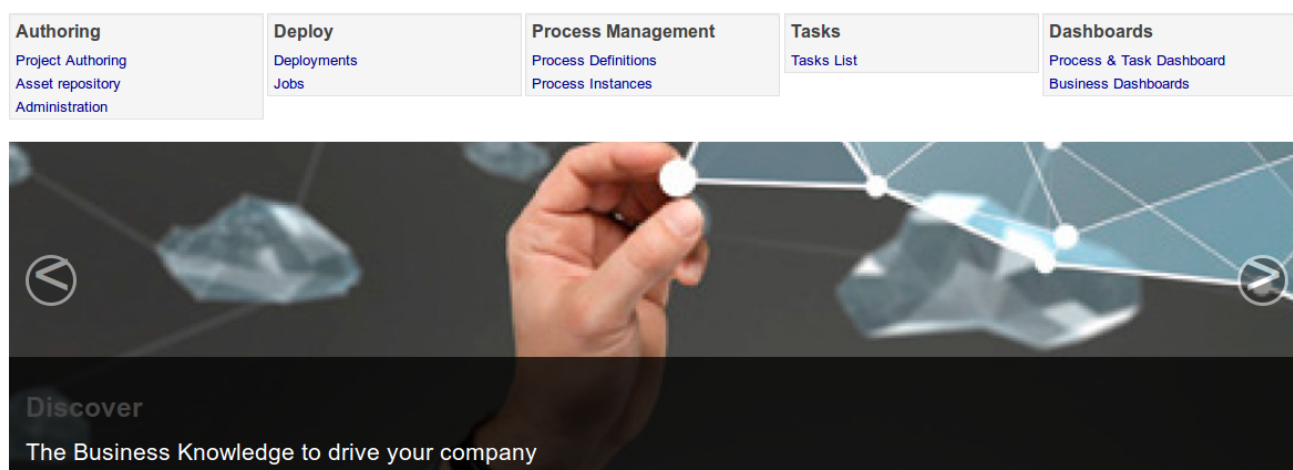 Authoring
Project Authoring
Asset repository
Administration
Deploy
Deployments
Jobs
Process Management
Process Definitions
Process Instances
Tasks
Tasks List
Dashboards
Process & Task Dashboard
Business Dashboards
<
>
Discover
The Business Knowledge to drive your company